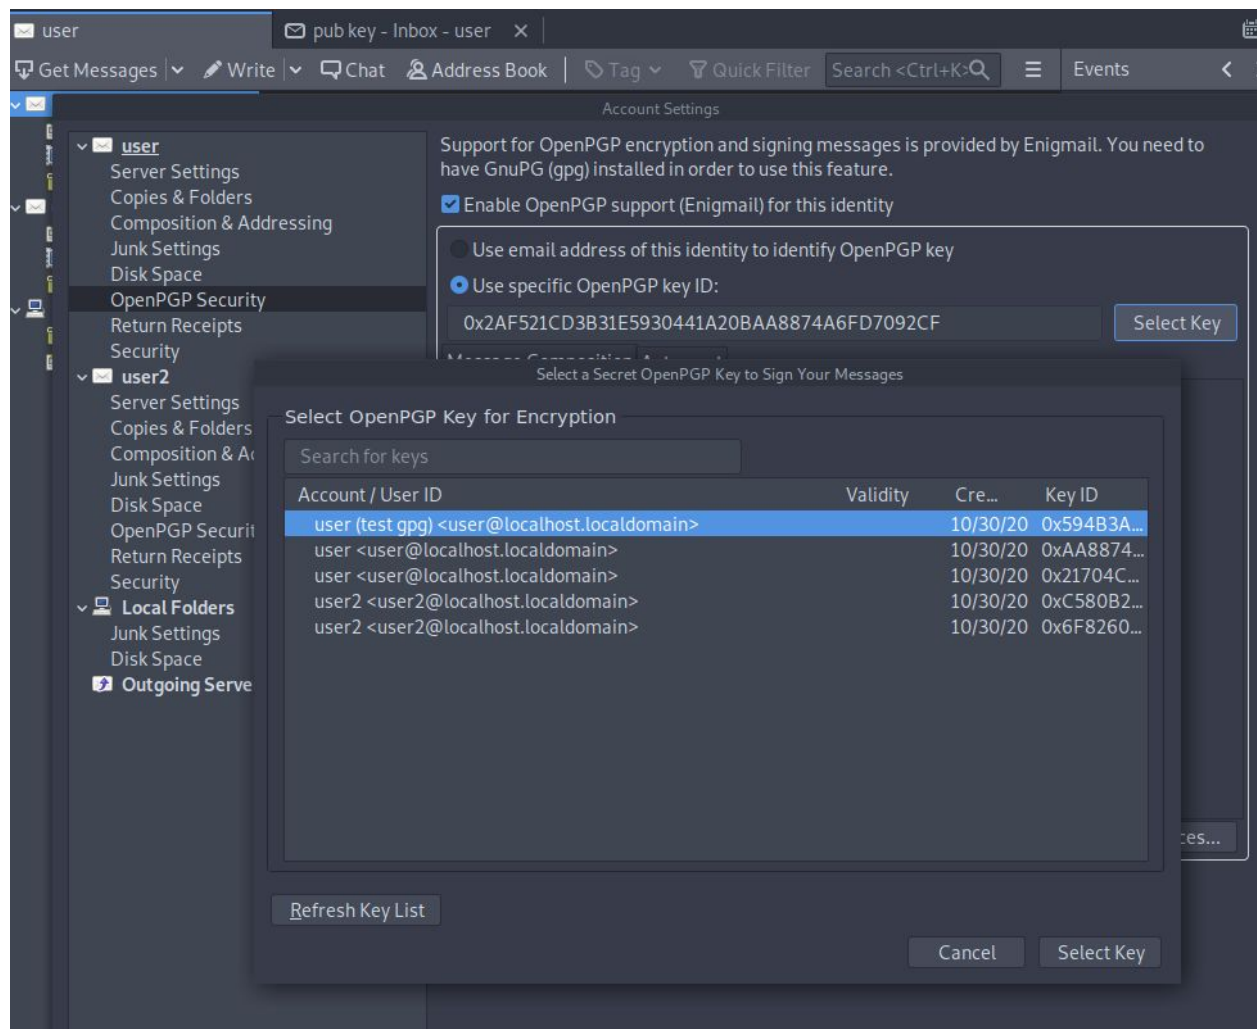 user
pub key - Inbox - user
Get Messages
Write
Chat
Address Book
Tag
Quick Filter
Search <Ctrl+K>
Events
Account Settings
user
Server Settings
Copies & Folders
Composition & Addressing
Junk Settings
Disk Space
OpenPGP Security
Return Receipts
Security
user2
Server Settings
Copies & Folders
Composition & Ad
Junk Settings
Disk Space
OpenPGP Securit
Return Receipts
Security
Local Folders
Junk Settings
Disk Space
Outgoing Serve
Support for OpenPGP encryption and signing messages is provided by Enigmail. You need to
have GnuPG (gpg) installed in order to use this feature.
Enable OpenPGP support (Enigmail) for this identity
Use email address of this identity to identify OpenPGP key
Use specific OpenPGP key ID:
0x2AF521CD3B31E5930441A20BAA8874A6FD7092CF
Select Key
Message Composition
Select a Secret OpenPGP Key to Sign Your Messages
Select OpenPGP Key for Encryption
Search for keys
Account / User ID Validity Cre... Key ID
user (test gpg) <user@localhost.localdomain> 10/30/20 0x594B3A...
user <user@localhost.localdomain> 10/30/20 0xAA8874...
user <user@localhost.localdomain> 10/30/20 0x21704C...
user2 <user2@localhost.localdomain> 10/30/20 0xC580B2...
user2 <user2@localhost.localdomain> 10/30/20 0x6F8260...
ces...
Refresh Key List
Cancel
Select Key